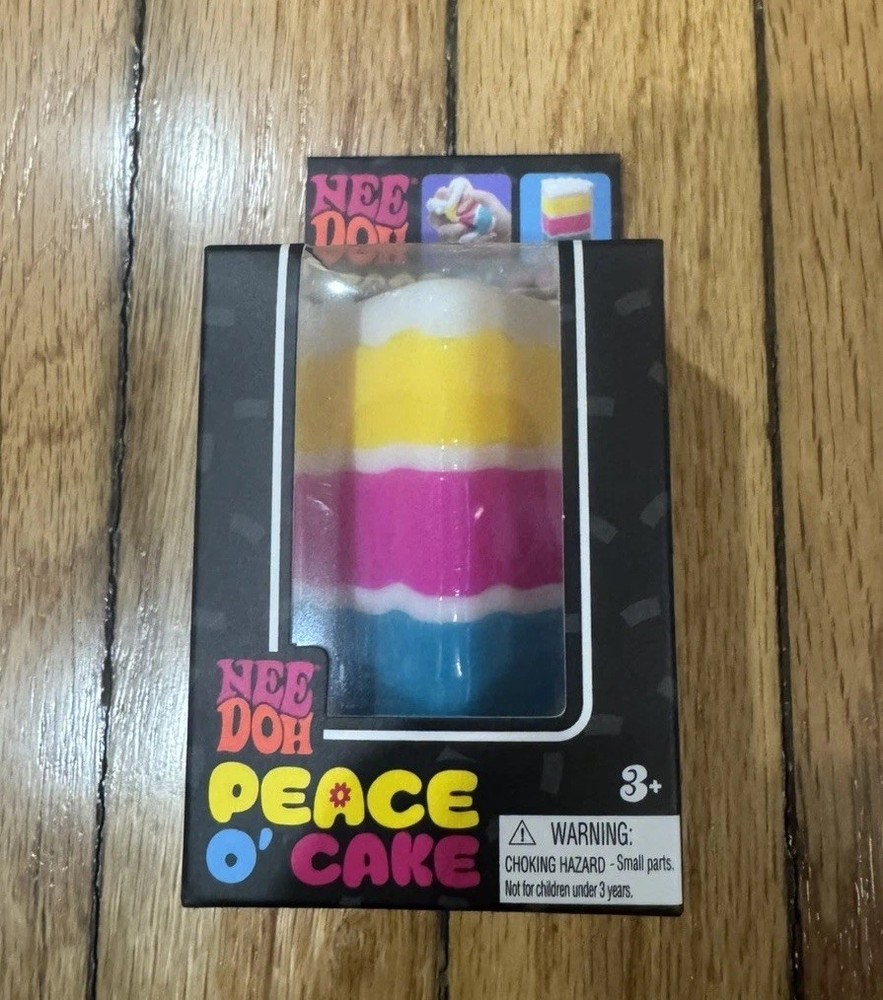 NEE
DOH
NEE
DOH
PEACE
O' CAKE
3+
WARNING:
CHOKING HAZARD - Small parts.
Not for children under 3 years.